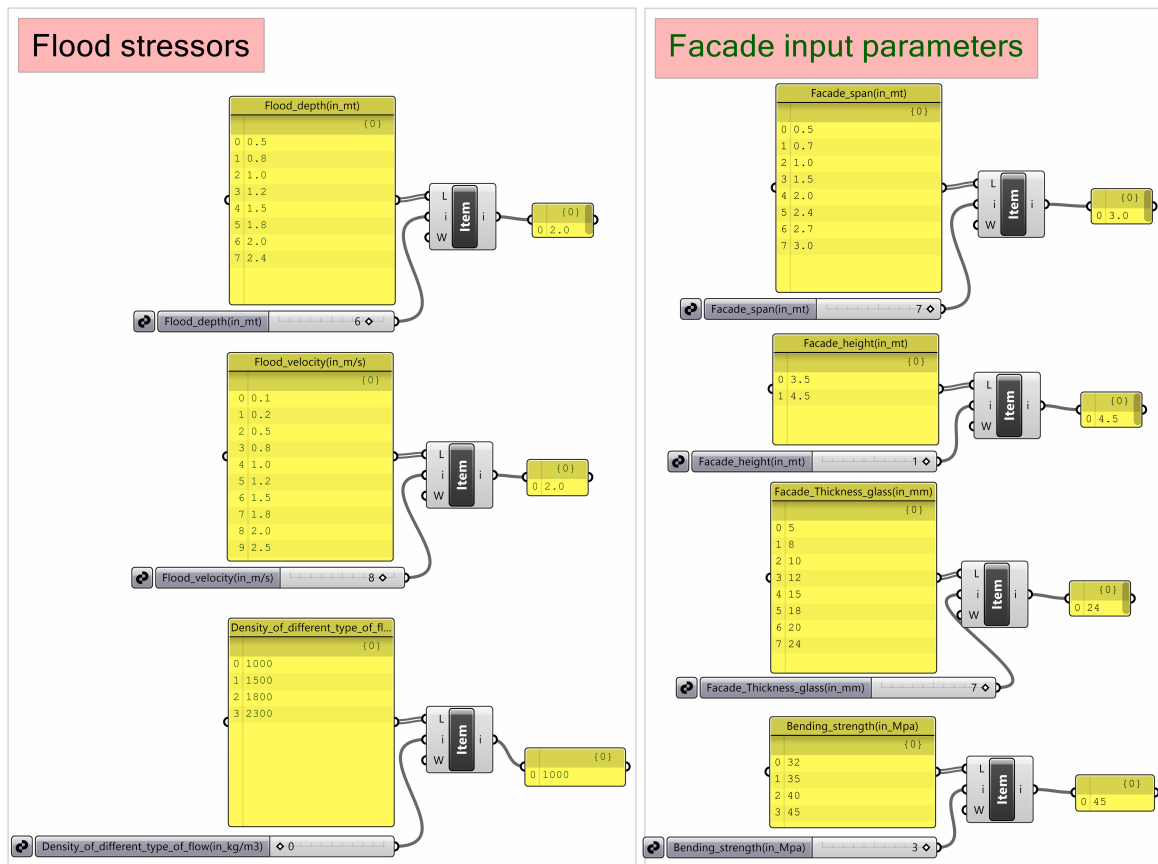 Flood stressors
Flood_depth(in_mt)
{0}
0 0.5
1 0.8
2 1.0
3 1.2
4 1.5
5 1.8
6 2.0
7 2.4
L
i
W
Item
i
{0}
0 2.0
Flood_depth(in_mt) 6
Flood_velocity(in_m/s)
{0}
0 0.1
1 0.2
2 0.5
3 0.8
4 1.0
5 1.2
6 1.5
7 1.8
8 2.0
9 2.5
L
i
W
Item
i
{0}
0 2.0
Flood_velocity(in_m/s) 8
Density_of_different_type_of_fl...
{0}
0 1000
1 1500
2 1800
3 2300
L
i
W
Item
i
{0}
0 1000
Density_of_different_type_of_flow(in_kg/m3) 0
Facade input parameters
Facade_span(in_mt)
{0}
0 0.5
1 0.7
2 1.0
3 1.5
4 2.0
5 2.4
6 2.7
7 3.0
L
i
W
Item
i
{0}
0 3.0
Facade_span(in_mt) 7
Facade_height(in_mt)
{0}
0 3.5
1 4.5
L
i
W
Item
i
{0}
0 4.5
Facade_height(in_mt) 1
Facade_Thickness_glass(in_mm)
{0}
0 5
1 8
2 10
3 12
4 15
5 18
6 20
7 24
L
i
W
Item
i
{0}
0 24
Facade_Thickness_glass(in_mm) 7
Bending_strength(in_Mpa)
{0}
0 32
1 35
2 40
3 45
L
i
W
Item
i
{0}
0 45
Bending_strength(in_Mpa) 3